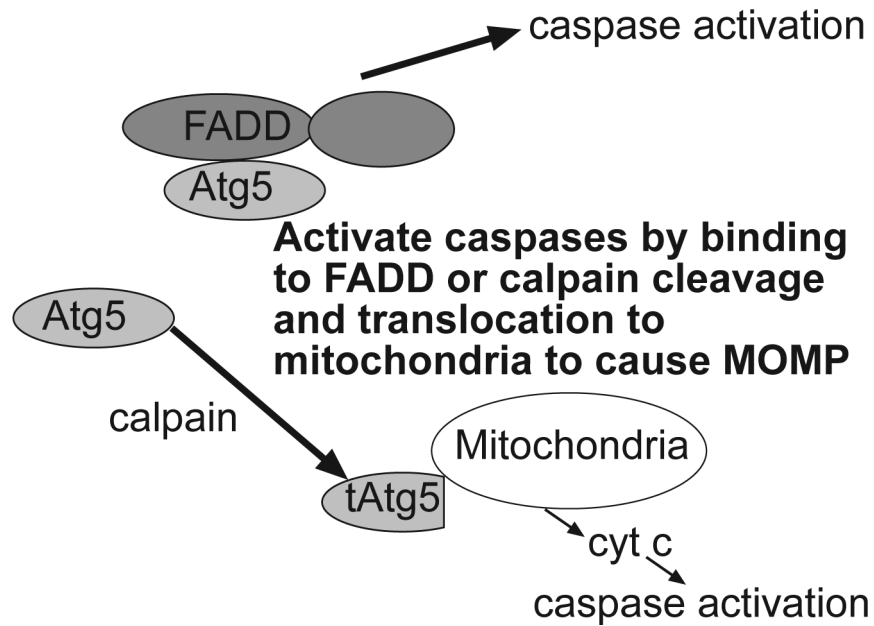 caspase activation
FADD
Atg5
Activate caspases by binding
to FADD or calpain cleavage
and translocation to
mitochondria to cause MOMP
Atg5
calpain
Mitochondria
tAtg5
cyt c
caspase activation